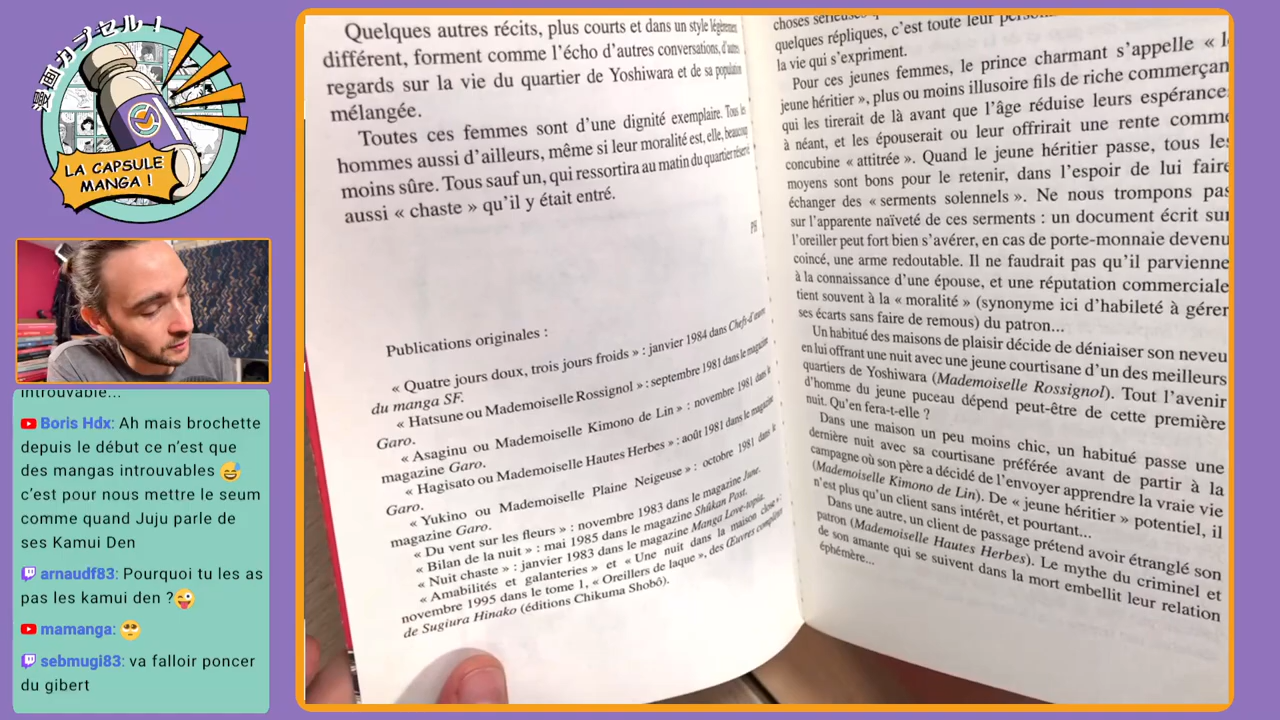 漫画カプセル!
LA CAPSULE
MANGA !
introuvable...
Boris Hdx: Ah mais brochette
depuis le début ce n’est que
des mangas introuvables 😅
c’est pour nous mettre le seum
comme quand Juju parle de
ses Kamui Den
arnaudf83: Pourquoi tu les as
pas les kamui den ?😜
mamanga: 🥺
sebmugi83: va falloir poncer
du gibert
Quelques autres récits, plus courts et dans un style légèrement
différent, forment comme l’écho d’autres conversations, d’autres
regards sur la vie du quartier de Yoshiwara et de sa population
mélangée.
Toutes ces femmes sont d’une dignité exemplaire. Tous les
hommes aussi d’ailleurs, même si leur moralité est, elle, beaucoup
moins sûre. Tous sauf un, qui ressortira au matin du quartier réservé
aussi « chaste » qu’il y était entré.
PH
Publications originales :
« Quatre jours doux, trois jours froids » : janvier 1984 dans Chefs-d’œuvre
du manga SF.
« Hatsune ou Mademoiselle Rossignol » : septembre 1981 dans le magazine
Garo.
« Asaginu ou Mademoiselle Kimono de Lin » : novembre 1981 dans le
magazine Garo.
« Hagisato ou Mademoiselle Hautes Herbes » : août 1981 dans le magazine
Garo.
« Yukino ou Mademoiselle Plaine Neigeuse » : octobre 1981 dans le
magazine Garo.
« Du vent sur les fleurs » : novembre 1983 dans le magazine June.
« Bilan de la nuit » : mai 1985 dans le magazine Shûkan Post.
« Nuit chaste » : janvier 1983 dans le magazine Manga Love-topia.
« Amabilités et galanteries » et « Une nuit dans la maison close » :
novembre 1995 dans le tome 1, « Oreillers de laque », des Œuvres complètes
de Sugiura Hinako (éditions Chikuma Shobô).
choses sérieuses
quelques répliques, c’est toute leur
la vie qui s’expriment.
Pour ces jeunes femmes, le prince charmant s’appelle « le
jeune héritier », plus ou moins illusoire fils de riche commerçan
qui les tirerait de là avant que l’âge réduise leurs espérance
à néant, et les épouserait ou leur offrirait une rente comme
concubine « attitrée ». Quand le jeune héritier passe, tous les
moyens sont bons pour le retenir, dans l’espoir de lui faire
échanger des « serments solennels ». Ne nous trompons pas
sur l’apparente naïveté de ces serments : un document écrit sur
l’oreiller peut fort bien s’avérer, en cas de porte-monnaie devenu
coincé, une arme redoutable. Il ne faudrait pas qu’il parvienne
à la connaissance d’une épouse, et une réputation commerciale
tient souvent à la « moralité » (synonyme ici d’habileté à gérer
ses écarts sans faire de remous) du patron...
Un habitué des maisons de plaisir décide de déniaiser son neveu
en lui offrant une nuit avec une jeune courtisane d’un des meilleurs
quartiers de Yoshiwara (Mademoiselle Rossignol). Tout l’avenir
d’homme du jeune puceau dépend peut-être de cette première
nuit. Qu’en fera-t-elle ?
Dans une maison un peu moins chic, un habitué passe une
dernière nuit avec sa courtisane préférée avant de partir à la
campagne où son père a décidé de l’envoyer apprendre la vraie vie
(Mademoiselle Kimono de Lin). De « jeune héritier » potentiel, il
n’est plus qu’un client sans intérêt, et pourtant...
Dans une autre, un client de passage prétend avoir étranglé son
patron (Mademoiselle Hautes Herbes). Le mythe du criminel et
de son amante qui se suivent dans la mort embellit leur relation
éphémère...